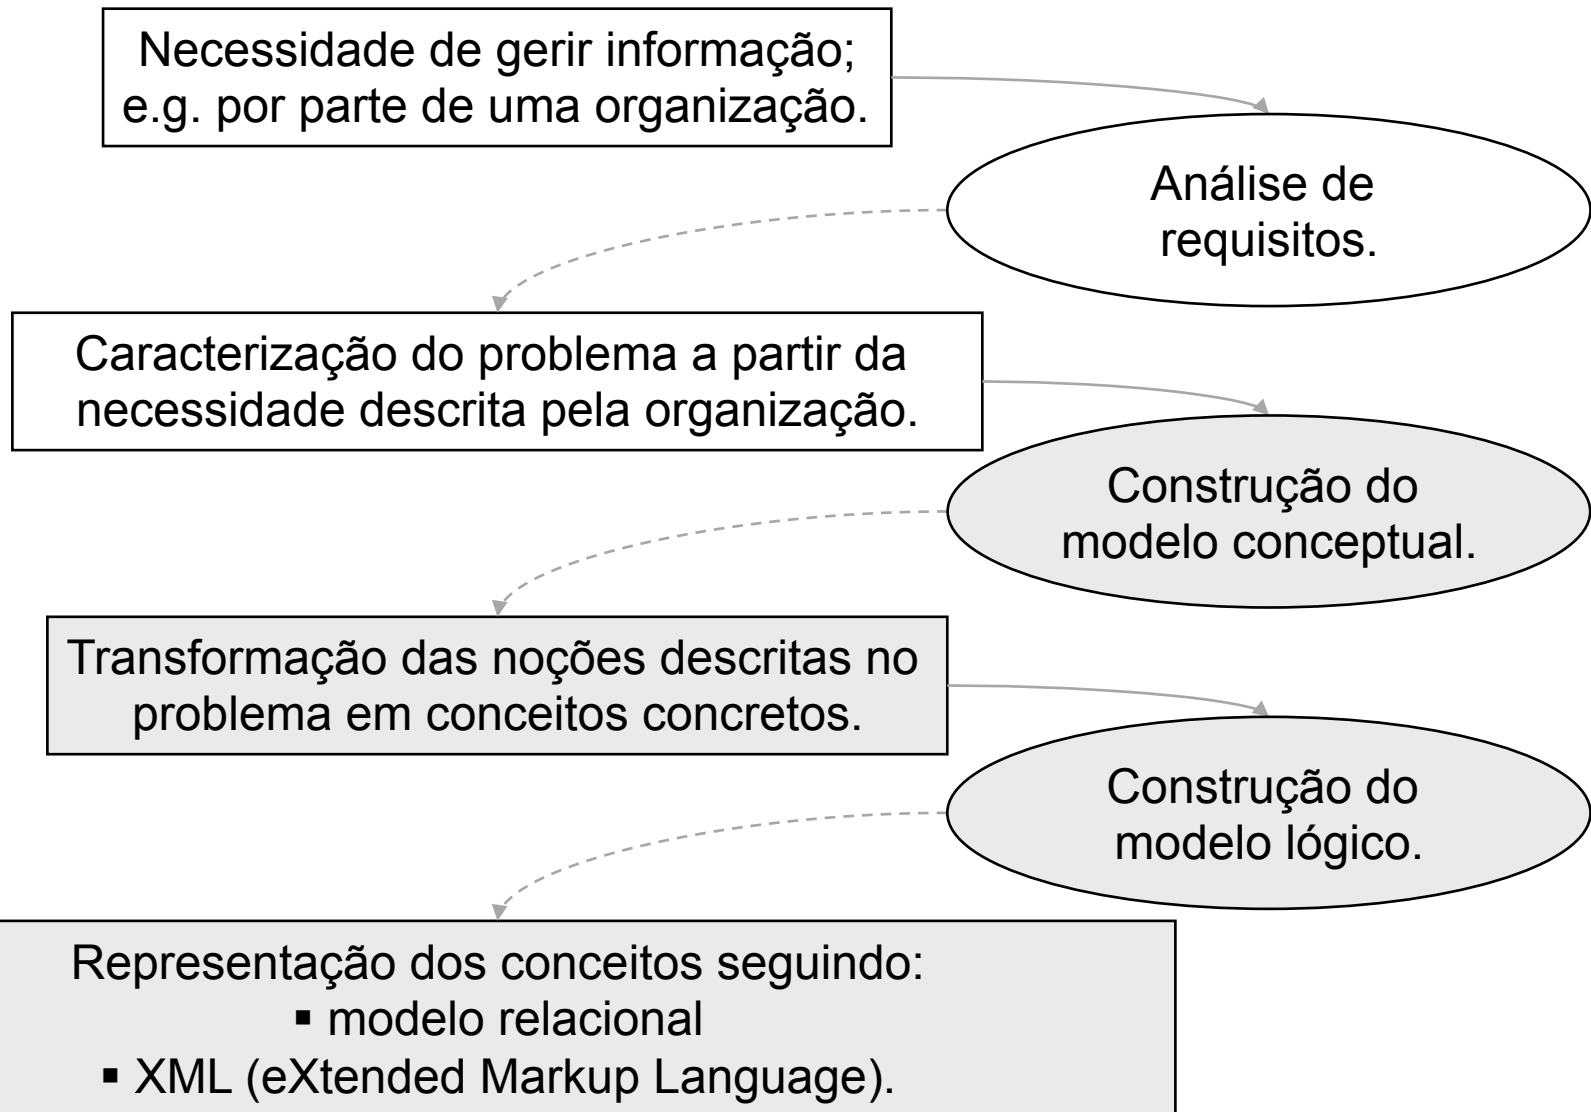 Necessidade de gerir informação;
e.g. por parte de uma organização.
Análise de
requisitos.
Caracterização do problema a partir da
necessidade descrita pela organização.
Construção do
modelo conceptual.
Transformação das noções descritas no
problema em conceitos concretos.
Construção do
modelo lógico.
Representação dos conceitos seguindo:
▪ modelo relacional
▪ XML (eXtended Markup Language).